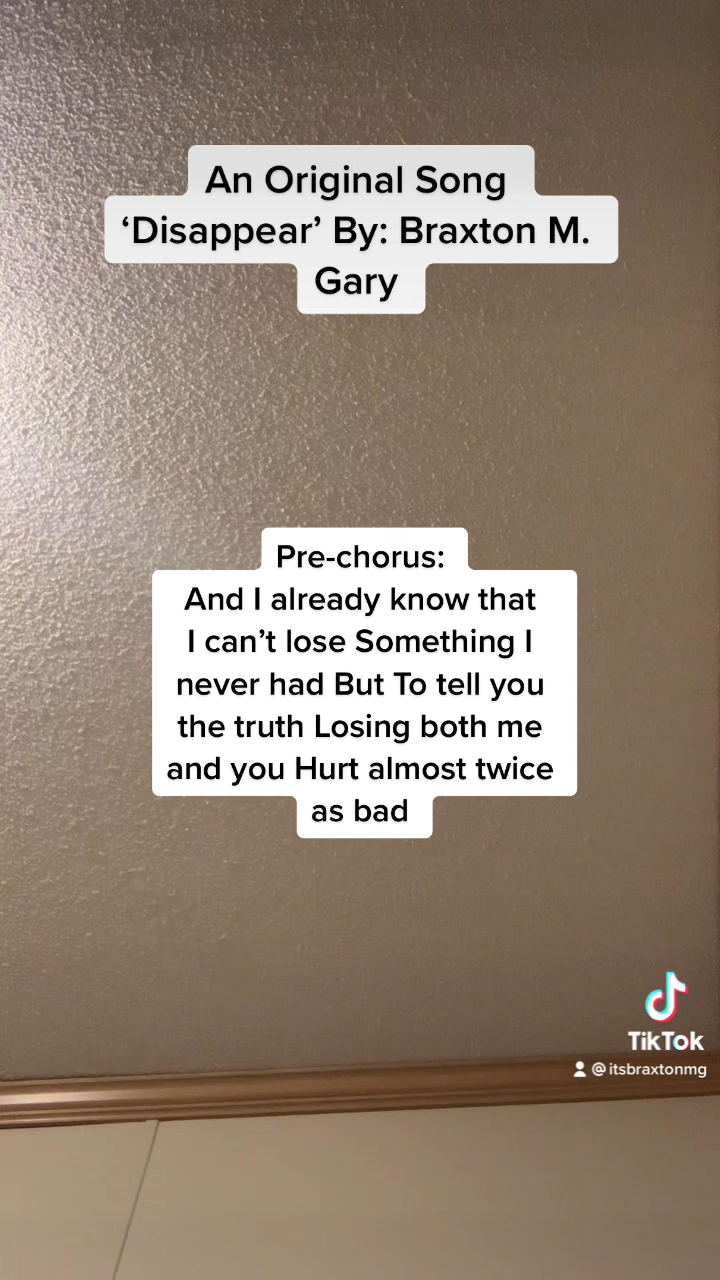 An Original Song
‘Disappear’ By: Braxton M.
Gary
Pre-chorus:
And I already know that
I can’t lose Something I
never had But To tell you
the truth Losing both me
and you Hurt almost twice
as bad
TikTok
@itsbraxtonmg